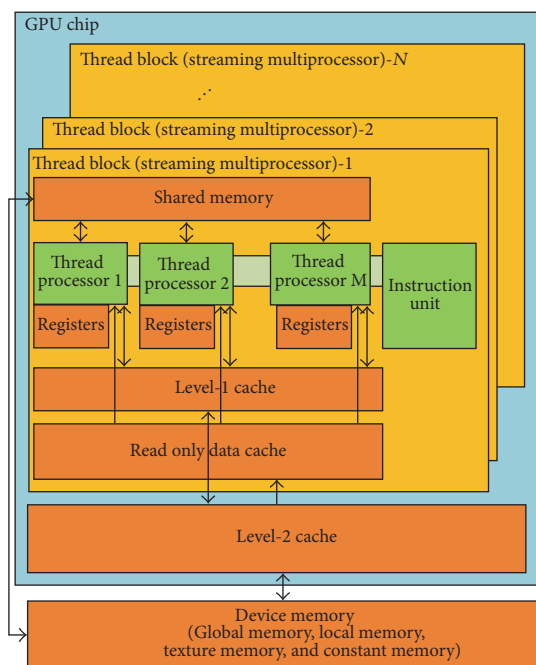 GPU chip
Thread block (streaming multiprocessor)-N
Thread block (streaming multiprocessor)-2
Thread block (streaming multiprocessor)-1
Shared memory
Thread
processor 1
Thread
processor 2
Thread
processor M
Instruction
unit
Registers
Registers
Registers
Level-1 cache
Read only data cache
Level-2 cache
Device memory
(Global memory, local memory,
texture memory, and constant memory)